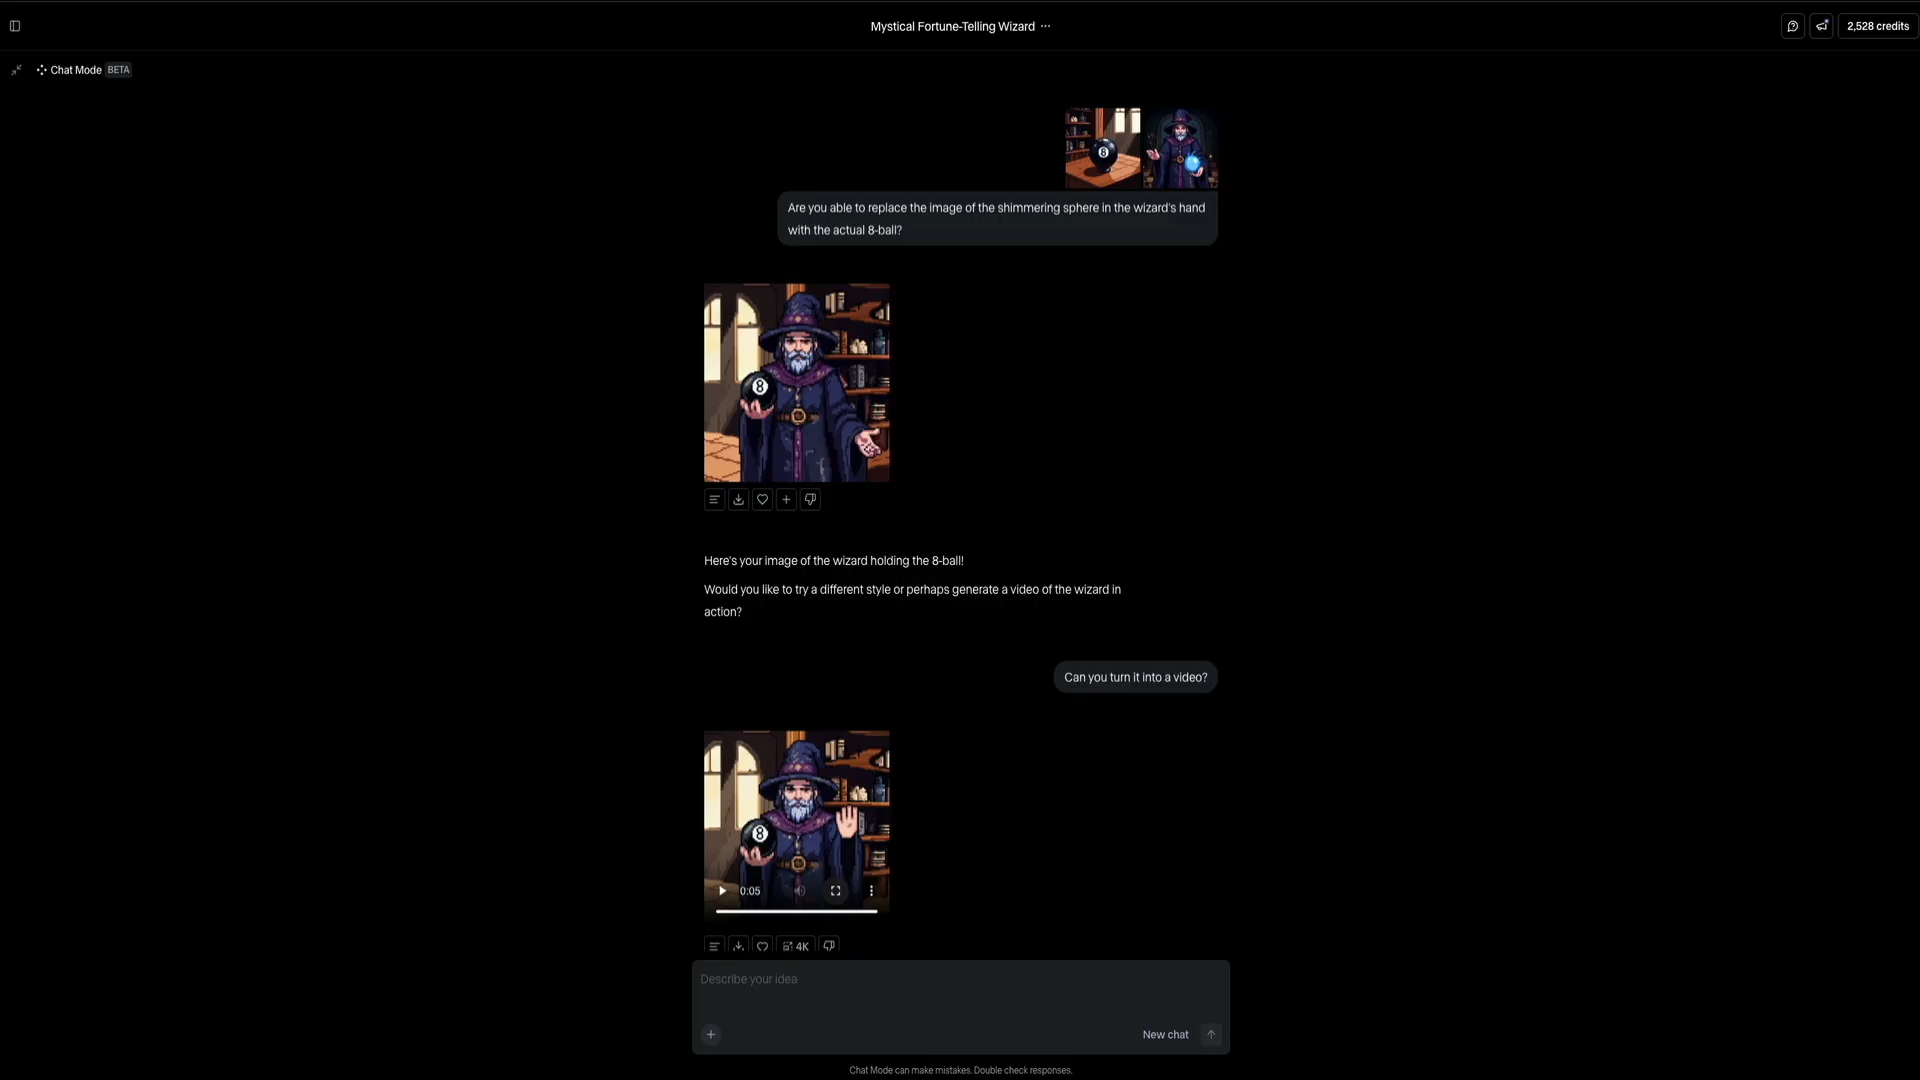 Mystical Fortune-Telling Wizard ...
2,528 credits
Chat Mode BETA
8
Are you able to replace the image of the shimmering sphere in the wizard's hand
with the actual 8-ball?
8
Here's your image of the wizard holding the 8-ball!
Would you like to try a different style or perhaps generate a video of the wizard in
action?
Can you turn it into a video?
8
0:05
4K
Describe your idea
New chat
Chat Mode can make mistakes. Double check responses.